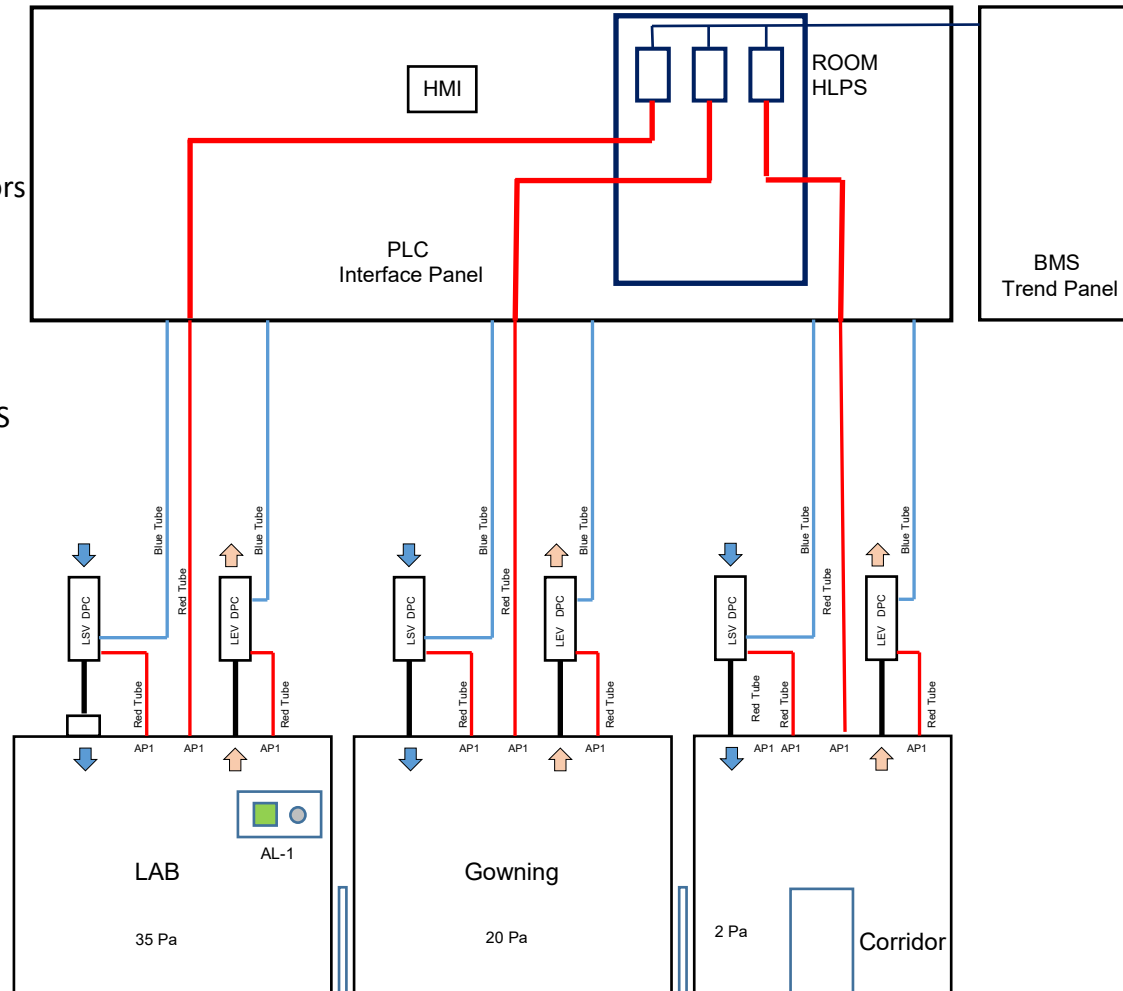 HMI
ROOM
HLPS
ors
PLC
Interface Panel
BMS
Trend Panel
S
Blue Tube
Blue Tube
Blue Tube
Blue Tube
Blue Tube
Blue Tube
Red Tube
Red Tube
Red Tube
LSV DPC
LEV DPC
LSV DPC
LEV DPC
LSV DPC
LEV DPC
Red Tube
Red Tube
Red Tube
Red Tube
Red Tube
Red Tube
Red Tube
AP1
AP1
AP1
AP1
AP1
AP1
AP1
AP1
AP1
AP1
AL-1
LAB
Gowning
35 Pa
20 Pa
2 Pa
Corridor